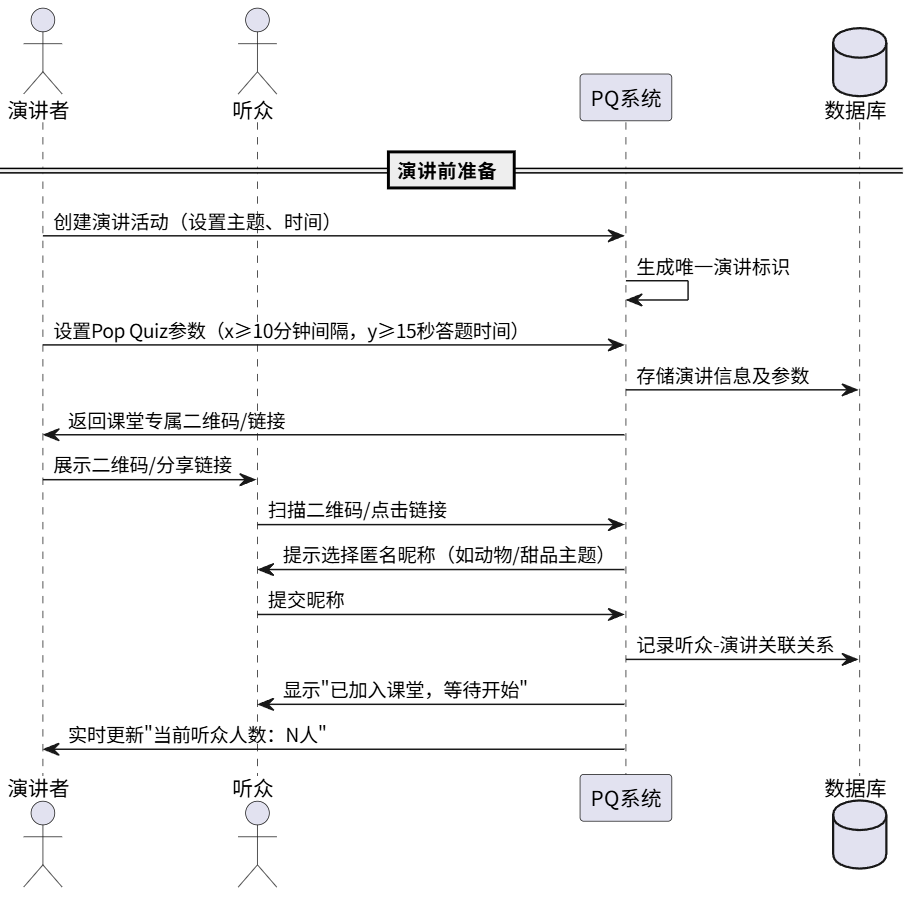 演讲者
听众
PQ系统
数据库
演讲前准备
创建演讲活动（设置主题、时间）
生成唯一演讲标识
设置Pop Quiz参数（x≥10分钟间隔，y≥15秒答题时间）
存储演讲信息及参数
返回课堂专属二维码/链接
展示二维码/分享链接
扫描二维码/点击链接
提示选择匿名昵称（如动物/甜品主题）
提交昵称
记录听众-演讲关联关系
显示"已加入课堂，等待开始"
实时更新"当前听众人数：N人"
演讲者
听众
PQ系统
数据库